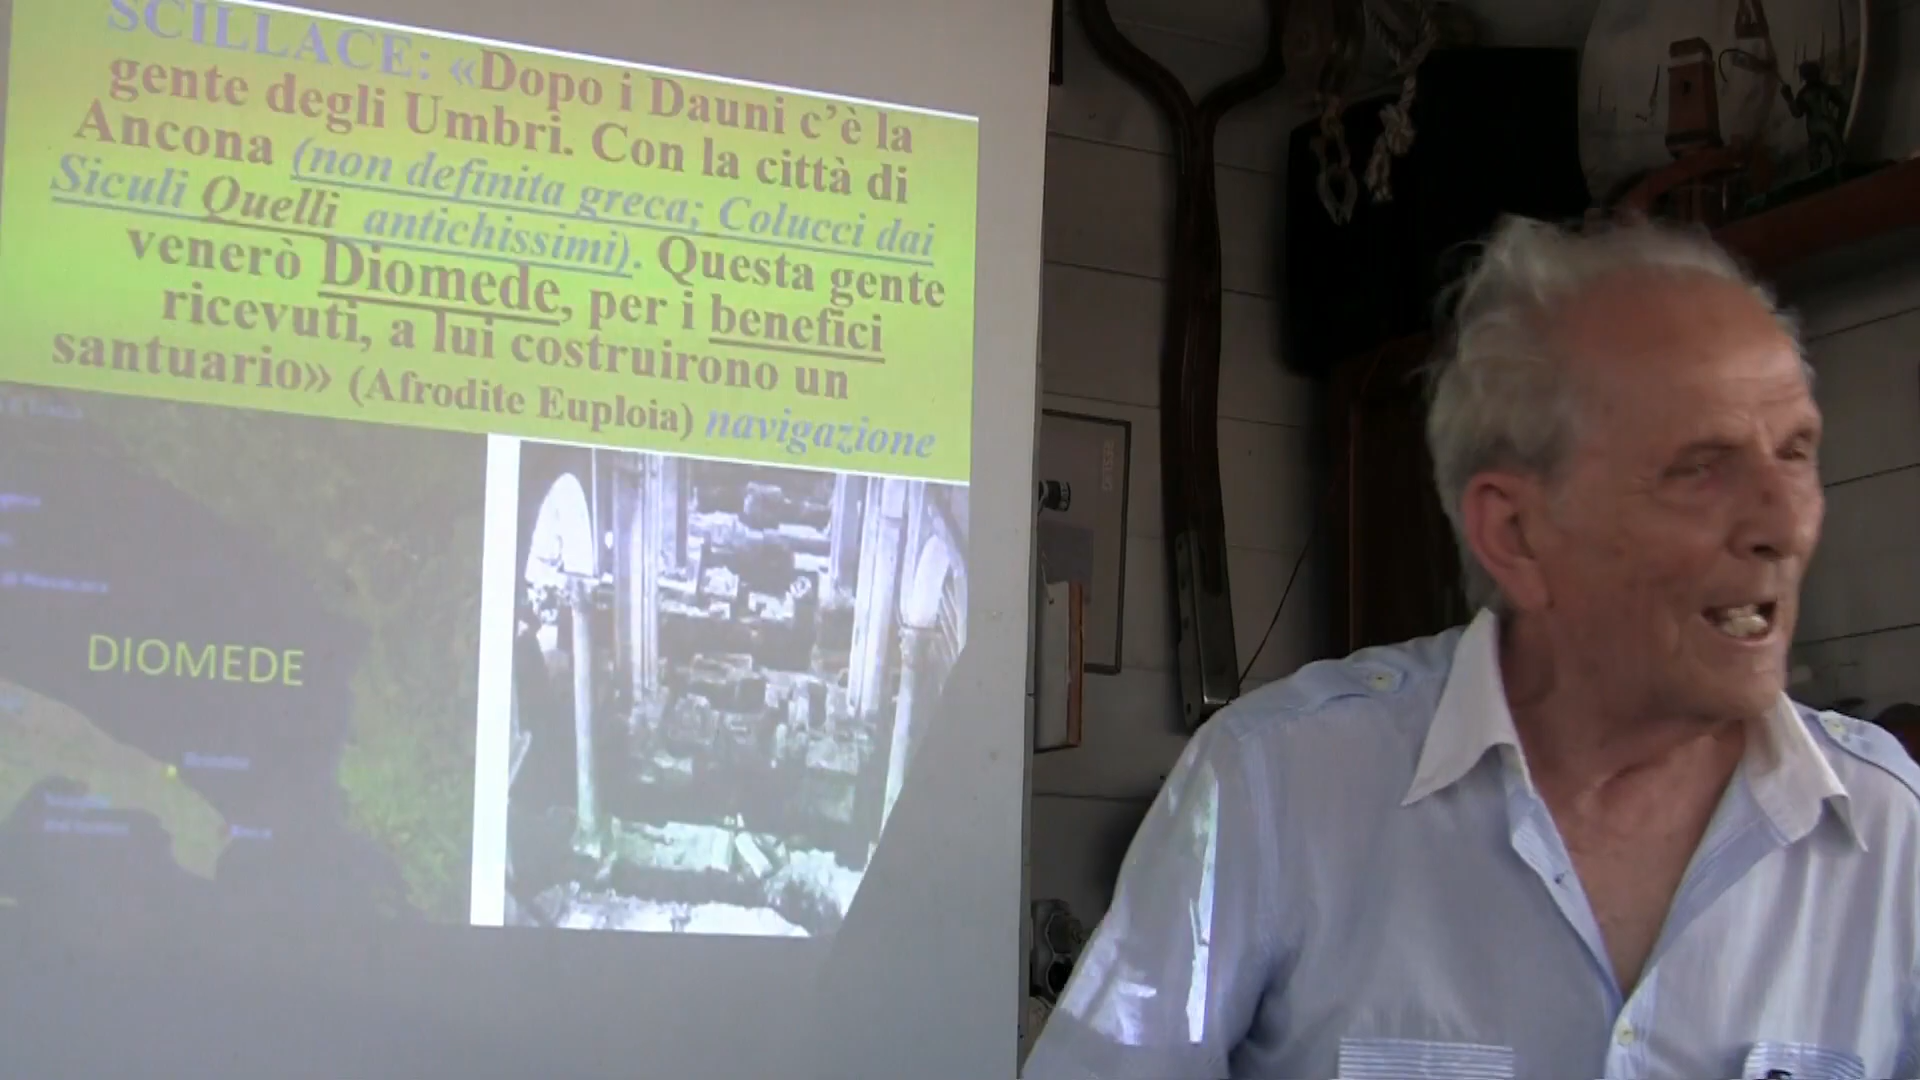 SCILLACE: «Dopo i Dauni c’è la
gente degli Umbri. Con la città di
Ancona (non definita greca; Colucci dai
Siculi Quelli antichissimi). Questa gente
venerò Diomede, per i benefici
ricevuti, a lui costruirono un
santuario» (Afrodite Euploia) navigazione
DIOMEDE